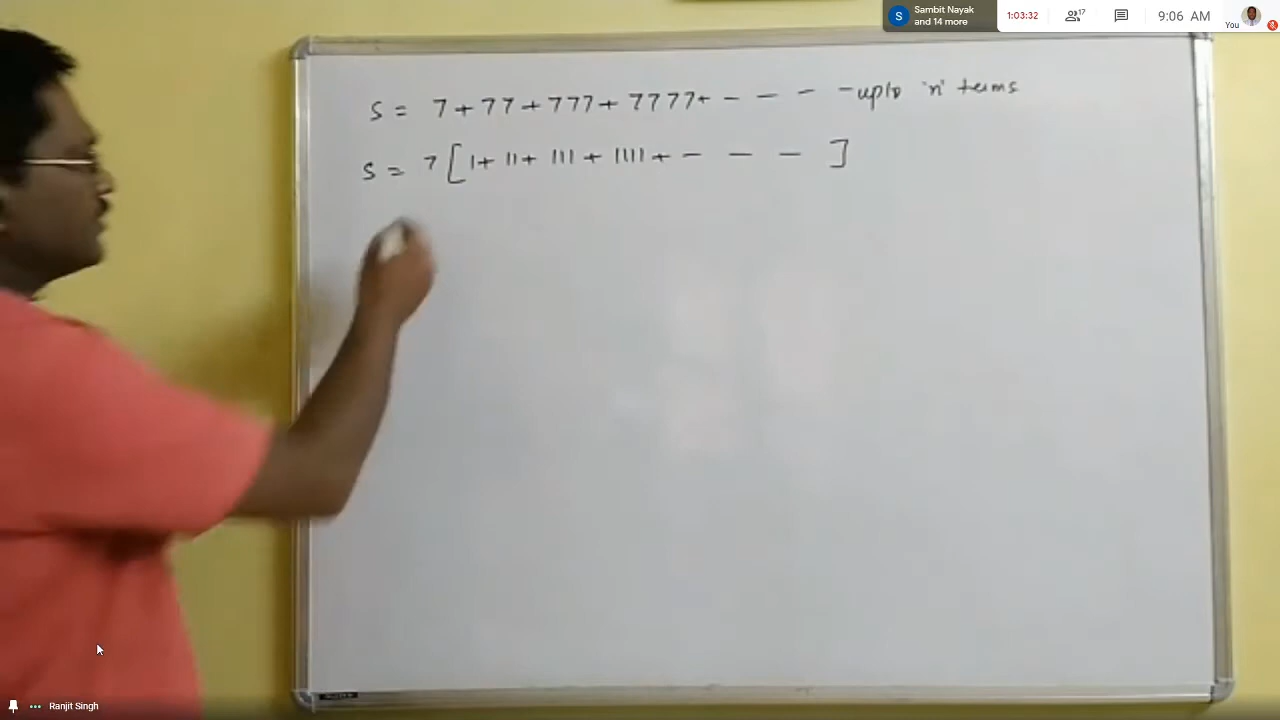 Sambit Nayak
and 14 more
S
1:03:32
17
9:06 AM
You
S = 7 + 77 + 777 + 7777 + - - - - upto 'n' terms
S = 7 [ 1 + 11 + 111 + 1111 + - - - ]
Ranjit Singh